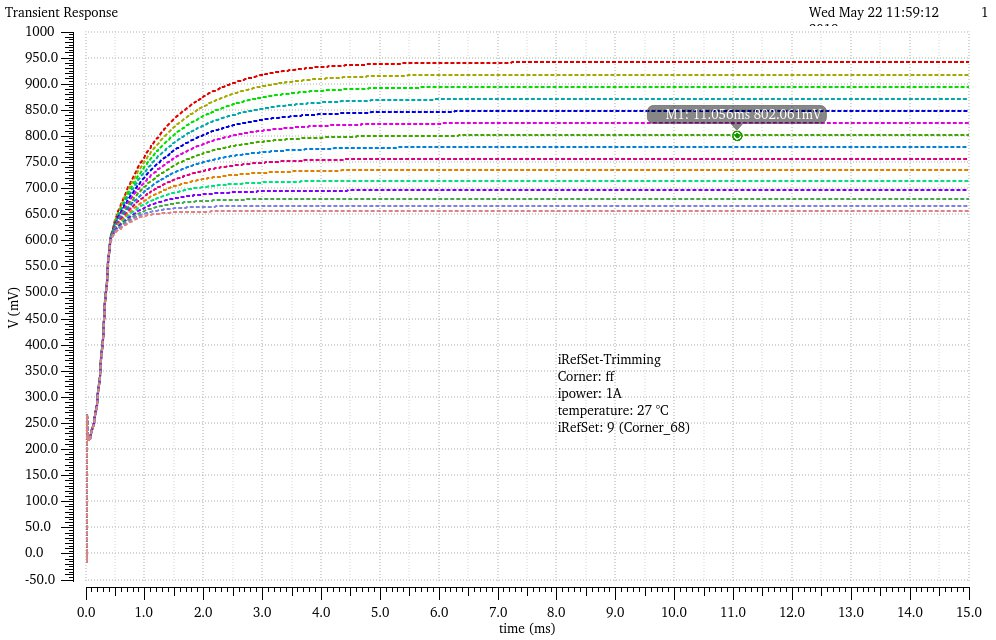 Transient Response
Wed May 22 11:59:12
1
1000
950.0
900.0
850.0
800.0
750.0
700.0
650.0
600.0
550.0
500.0
450.0
400.0
350.0
300.0
250.0
200.0
150.0
100.0
50.0
0.0
-50.0
V (mV)
M1: 11.056ms 802.061mV
iRefSet-Trimming
Corner: ff
ipower: 1A
temperature: 27 °C
iRefSet: 9 (Corner_68)
0.0 1.0 2.0 3.0 4.0 5.0 6.0 7.0 8.0 9.0 10.0 11.0 12.0 13.0 14.0 15.0
time (ms)